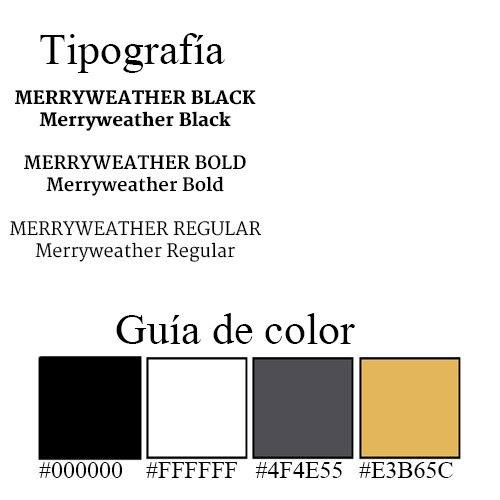 Tipografía
MERRYWEATHER BLACK
Merryweather Black
MERRYWEATHER BOLD
Merryweather Bold
MERRYWEATHER REGULAR
Merryweather Regular
Guía de color
#000000 #FFFFFF #4F4E55 #E3B65C